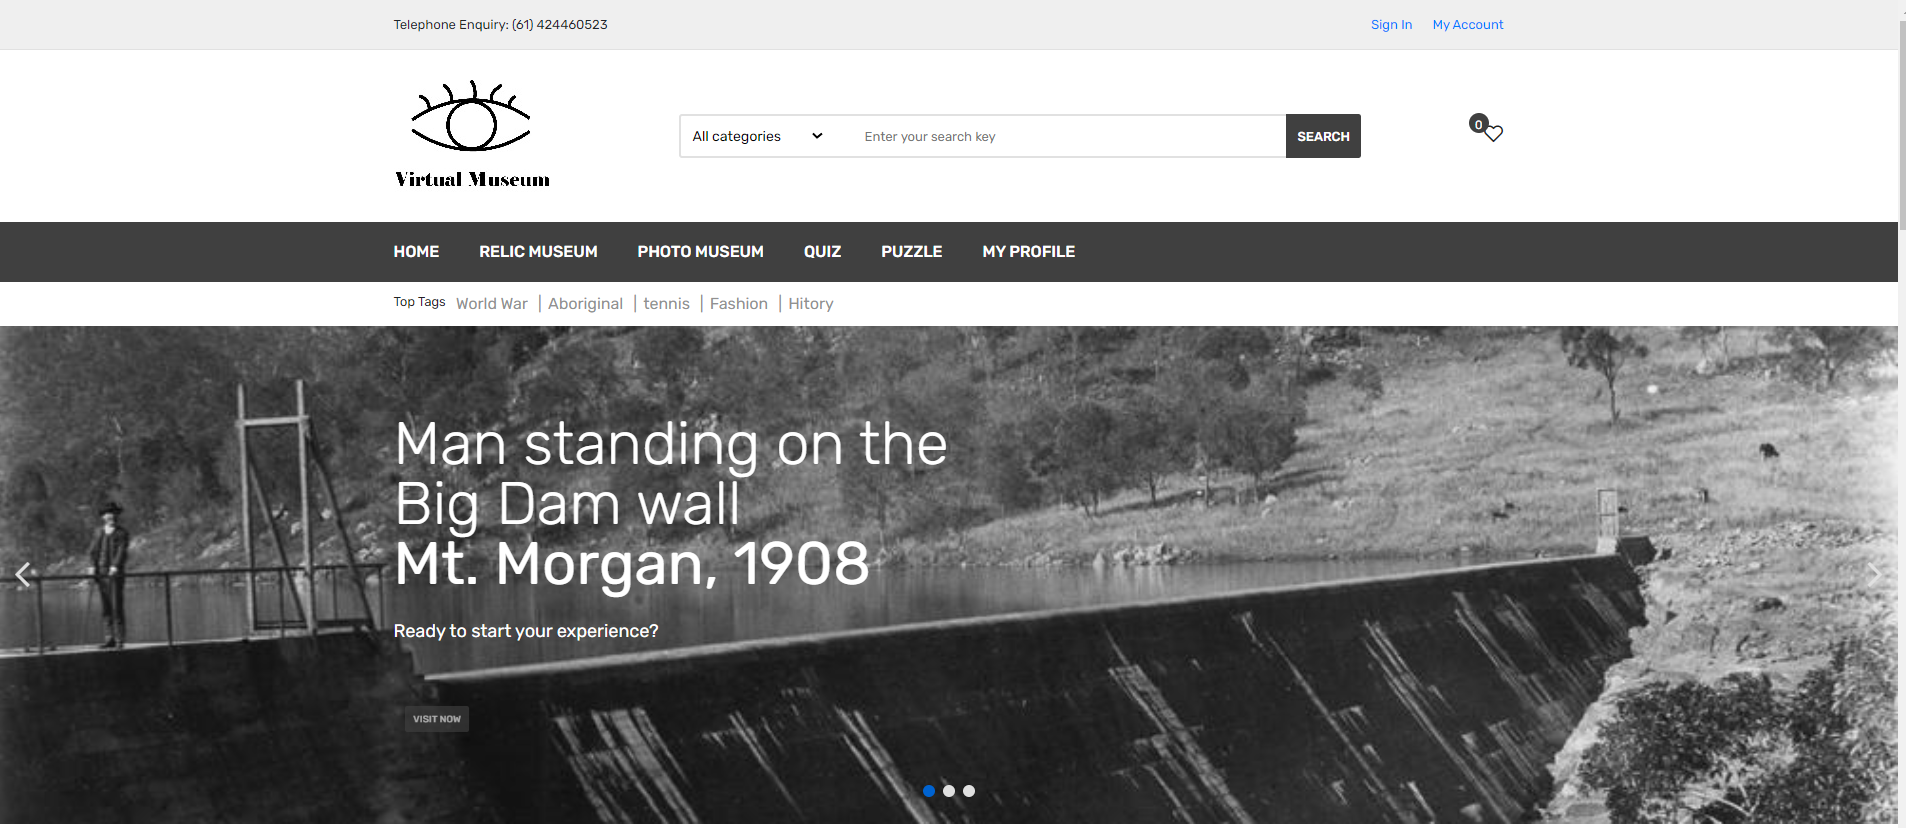 Telephone Enquiry: (61) 424460523
Sign In
My Account
Virtual Museum
All categories
Enter your search key
SEARCH
0
HOME
RELIC MUSEUM
PHOTO MUSEUM
QUIZ
PUZZLE
MY PROFILE
Top Tags
World War | Aboriginal | tennis | Fashion | Hitory
Man standing on the
Big Dam wall
Mt. Morgan, 1908
Ready to start your experience?
VISIT NOW